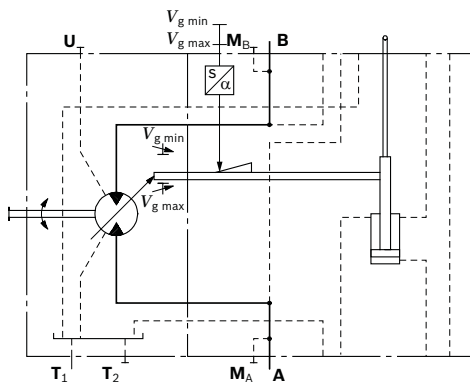 V_g min
V_g max
U
M_B
B
S
α
V_g min
V_g max
T_1
T_2
M_A
A